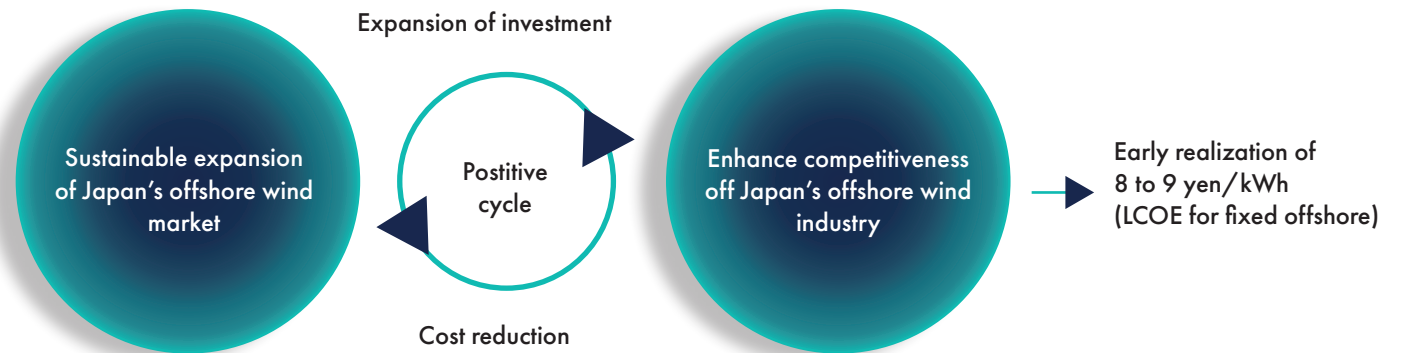 Expansion of investment
Sustainable expansion
of Japan's offshore wind
market
Postitive
cycle
Enhance competitiveness
off Japan's offshore wind
industry
Early realization of
8 to 9 yen/kWh
(LCOE for fixed offshore)
Cost reduction